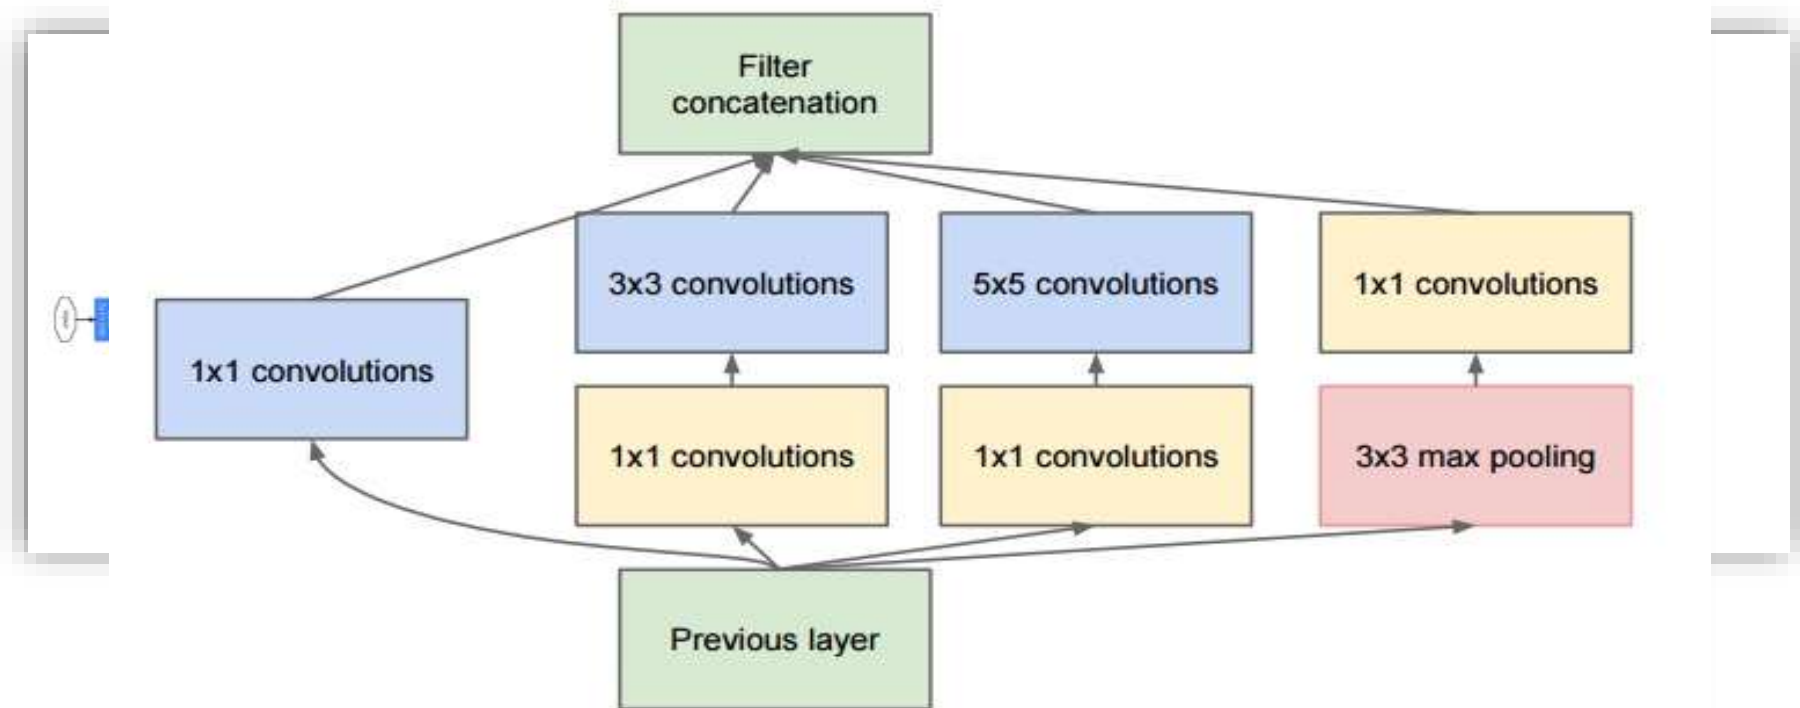 Filter
concatenation
3x3 convolutions
5x5 convolutions
1x1 convolutions
1x1 convolutions
1x1 convolutions
1x1 convolutions
3x3 max pooling
Previous layer